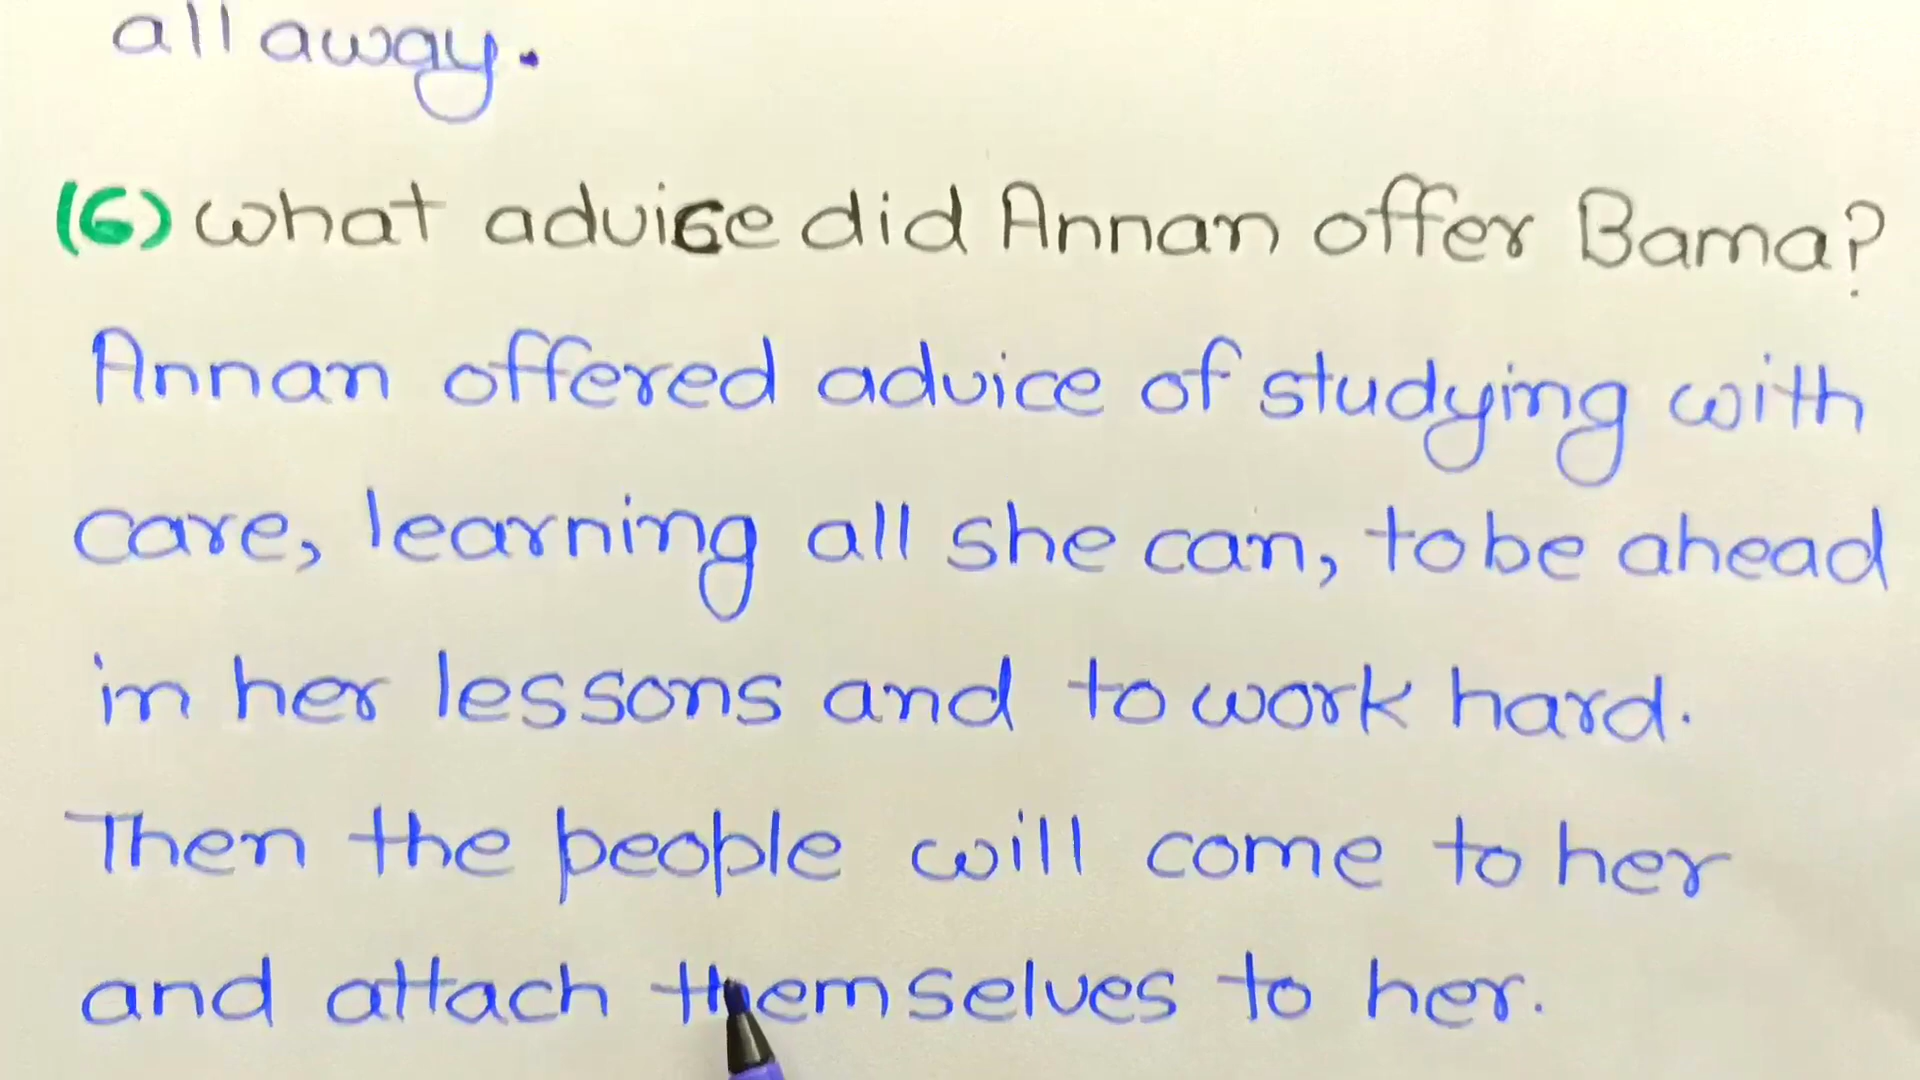 all away.
(6) What advice did Annan offer Bama?
Annan offered advice of studying with
care, learning all she can, to be ahead
in her lessons and to work hard.
Then the people will come to her
and attach themselves to her.